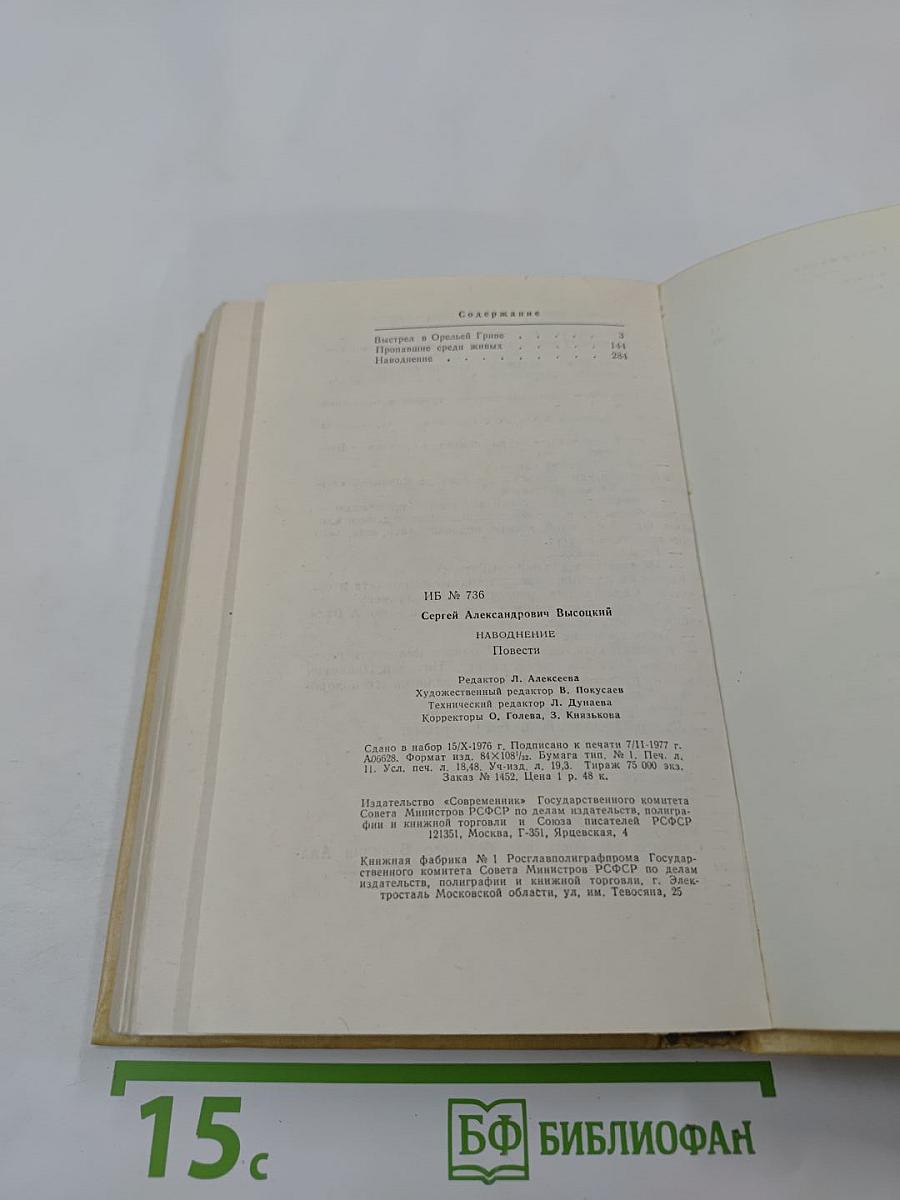 Содержание
Выстрел в Орельей Гриве . . . . . 3
Пропавшие среди живых . . . . . 144
Наводнение . . . . . . . . . 284
ИБ № 736
Сергей Александрович Высоцкий
НАВОДНЕНИЕ
Повести
Редактор Л. Алексеева
Художественный редактор В. Покусаев
Технический редактор Л. Дунаева
Корректоры О. Голева, З. Князькова
Сдано в набор 15/X-1976 г. Подписано к печати 7/II-1977 г.
А06628. Формат изд. 84×108¹/₃₂. Бумага тип. № 1. Печ. л.
11. Усл. печ. л. 18,48. Уч-изд. л. 19,3. Тираж 75 000 экз.
Заказ № 1452. Цена 1 р. 48 к.
Издательство «Современник» Государственного комитета
Совета Министров РСФСР по делам издательств, полигра-
фии и книжной торговли и Союза писателей РСФСР
121351, Москва, Г-351, Ярцевская, 4
Книжная фабрика № 1 Росглавполиграфпрома Государ-
ственного комитета Совета Министров РСФСР по делам
издательств, полиграфии и книжной торговли, г. Элек-
тросталь Московской области, ул. им. Тевосяна, 25
15 с
БФ БИБЛИОФАН